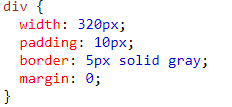 div {
  width: 320px;
  padding: 10px;
  border: 5px solid gray;
  margin: 0;
}